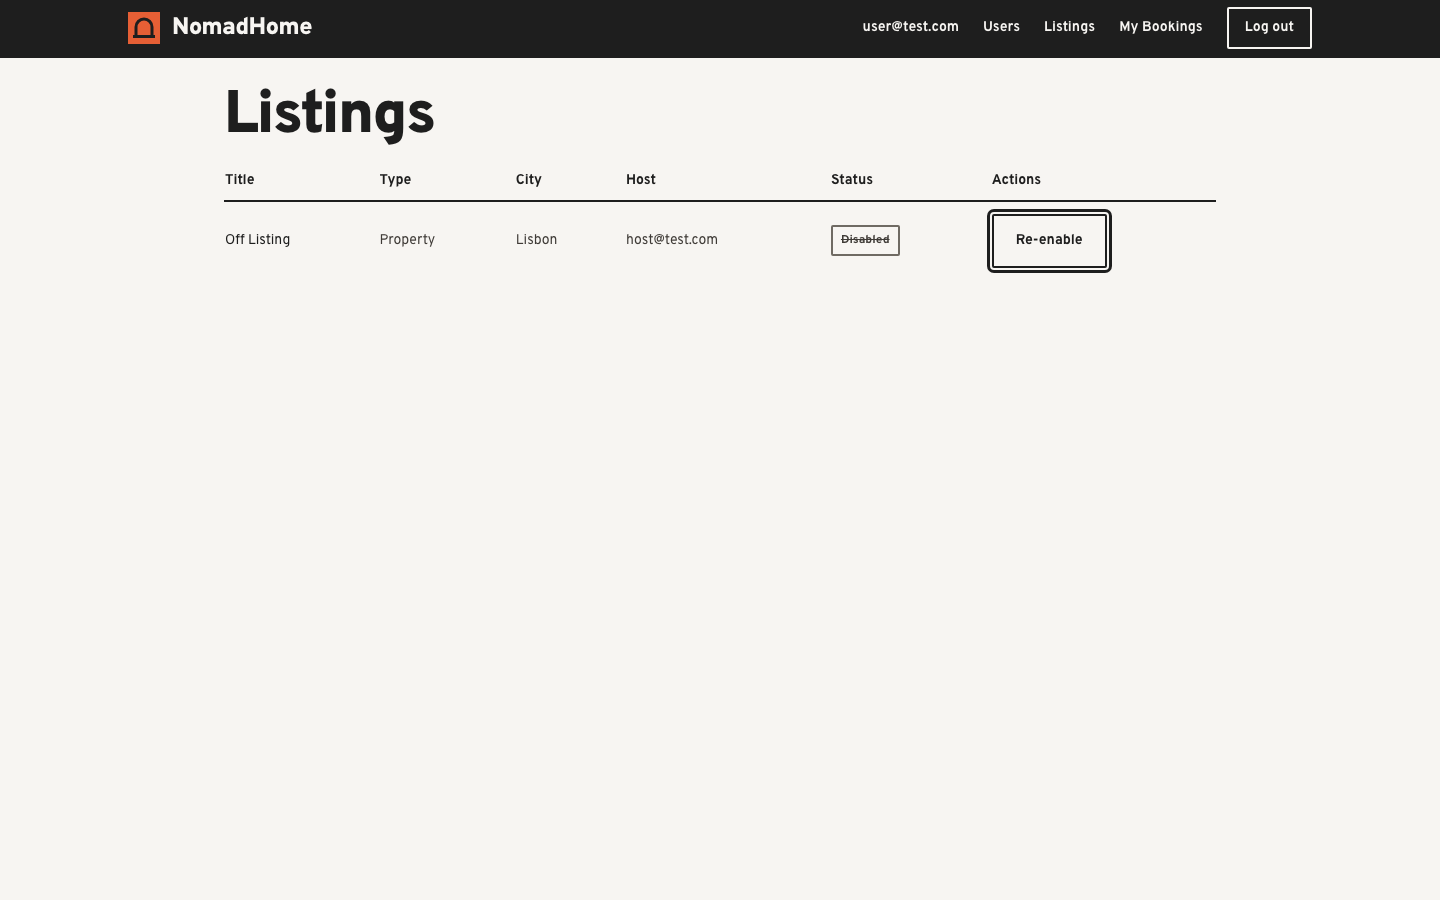 NomadHome
user@test.com Users Listings My Bookings Log out
Listings
Title Type City Host Status Actions
Off Listing Property Lisbon host@test.com Disabled Re-enable